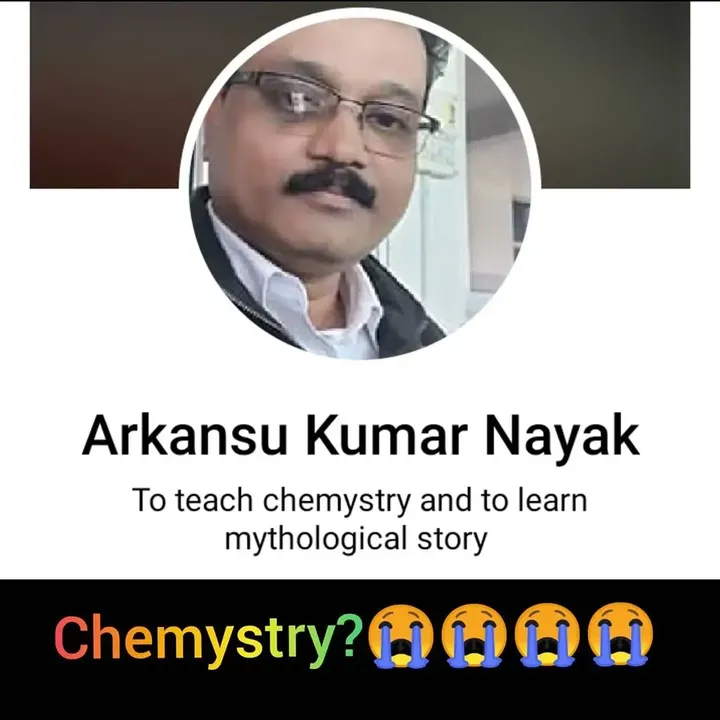 Arkansu Kumar Nayak
To teach chemystry and to learn
mythological story
Chemystry?😭😭😭😭